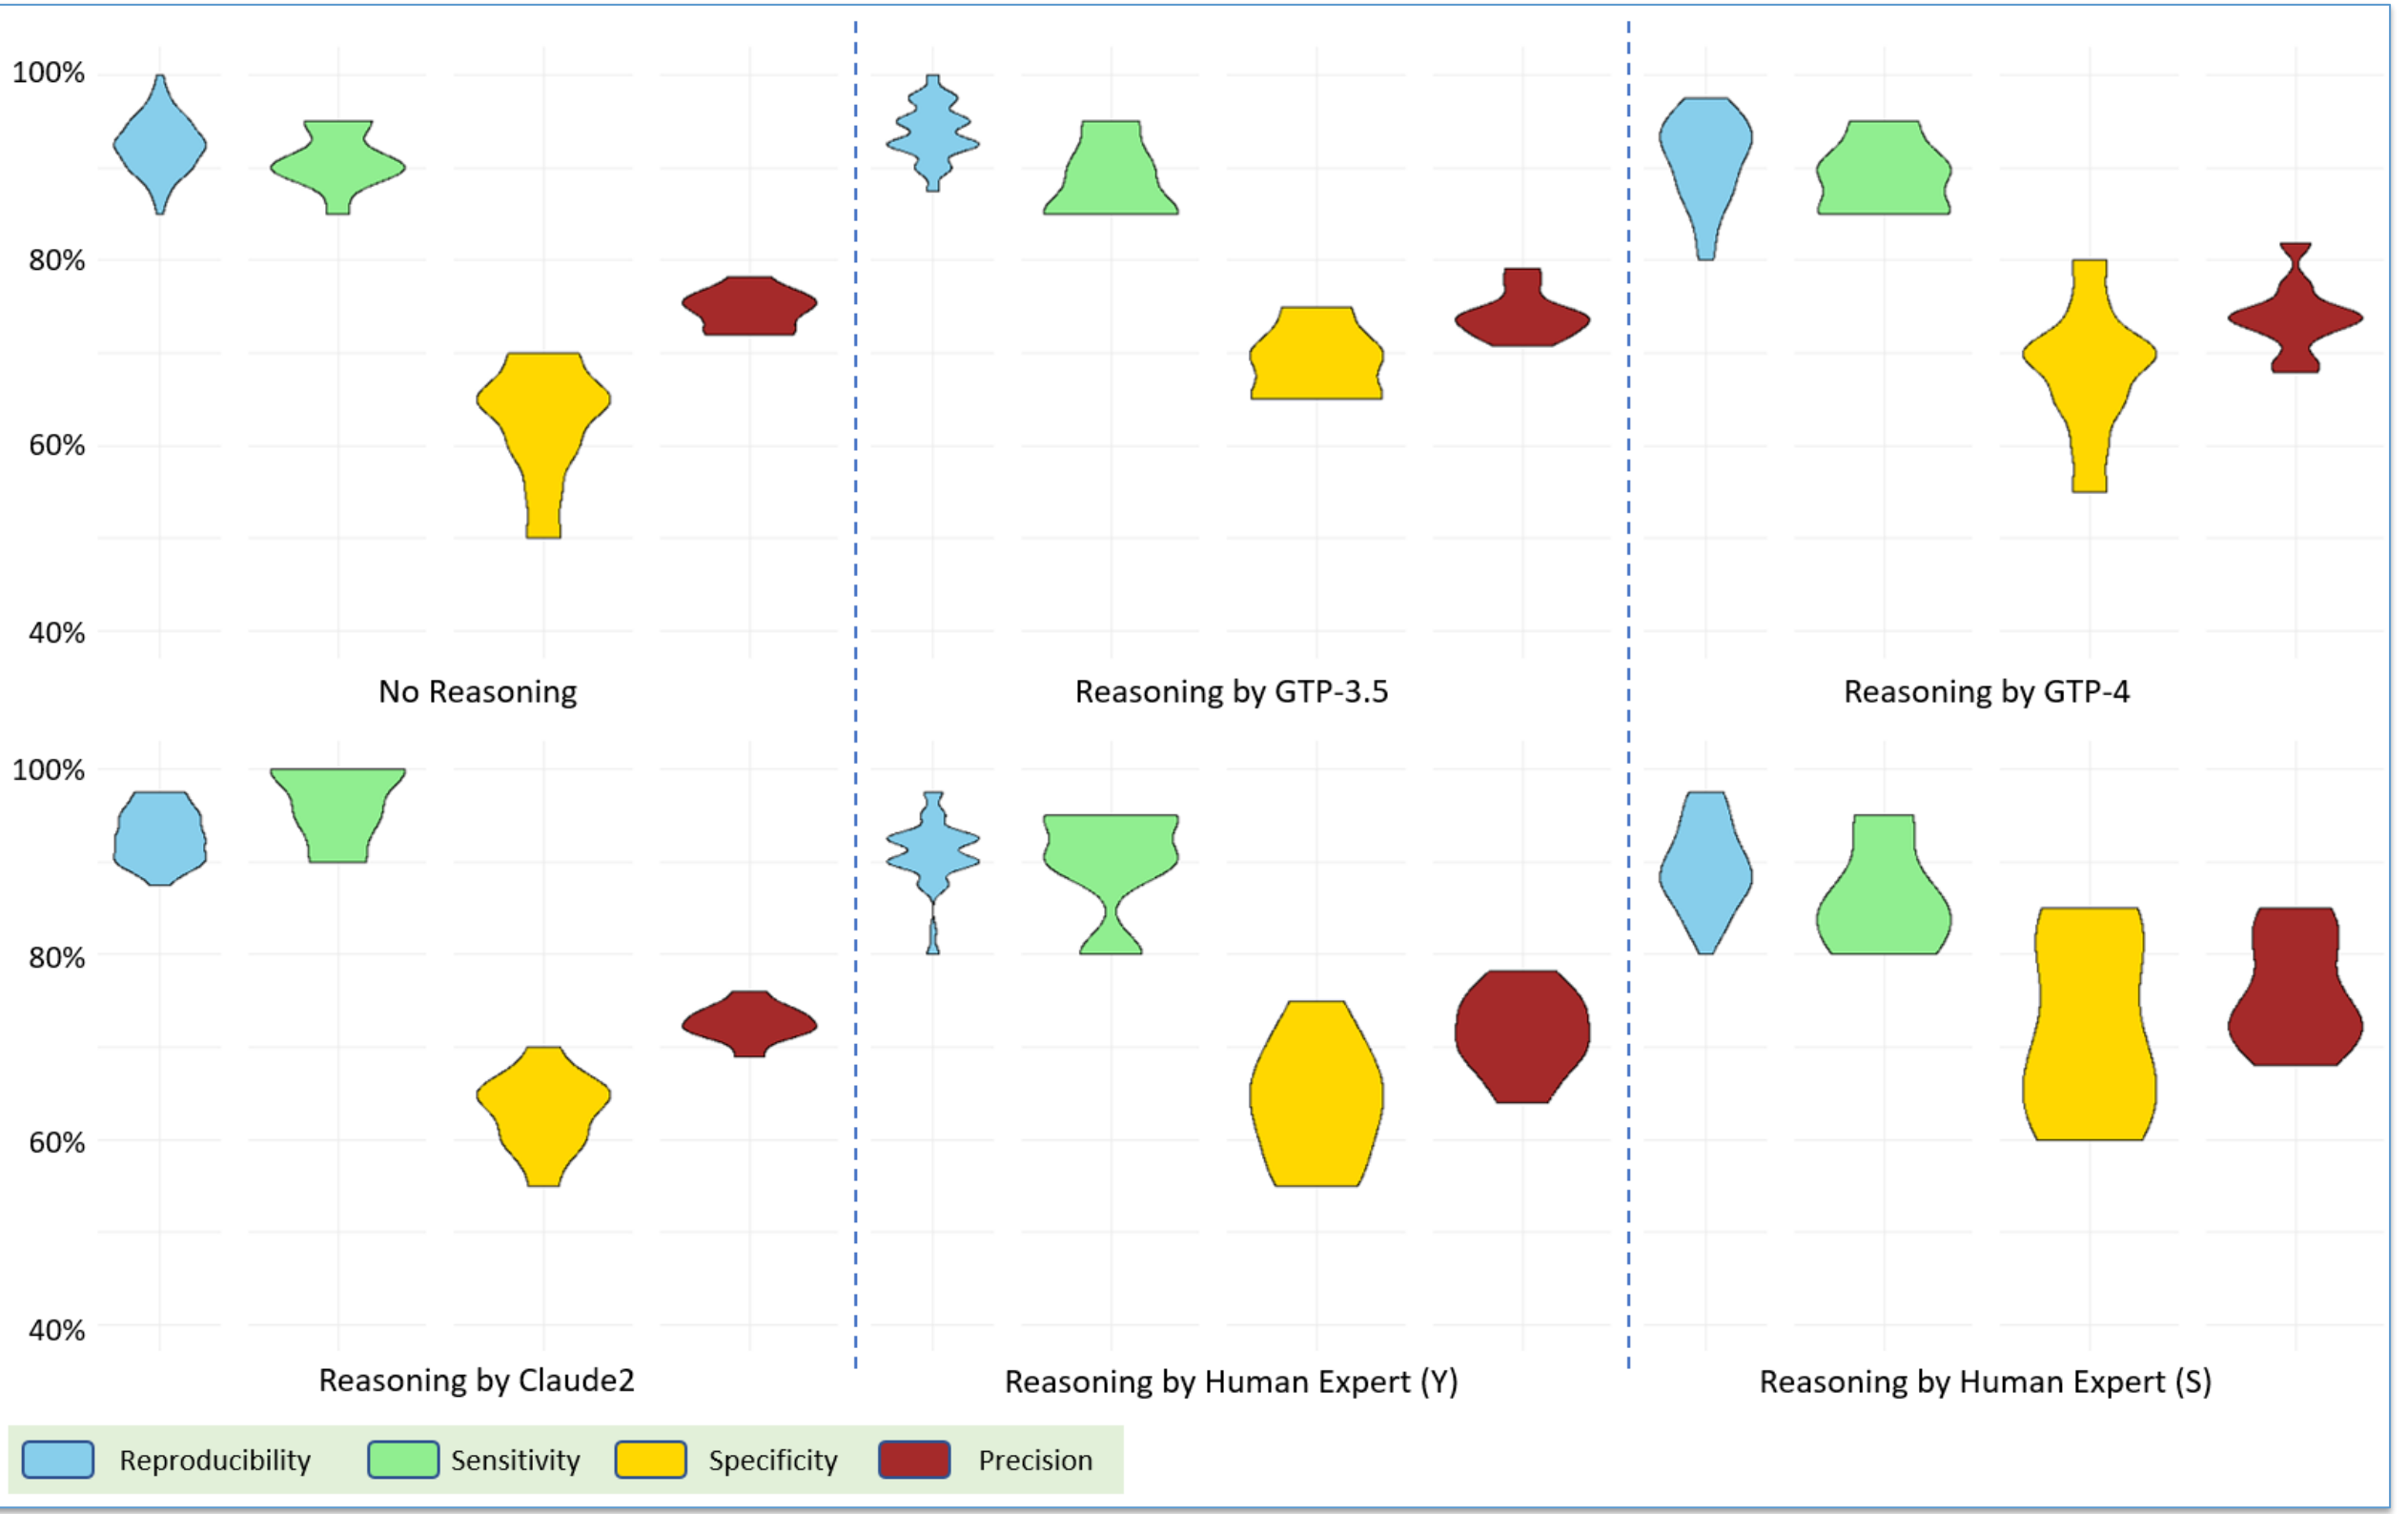 100%
80%
60%
40%
No Reasoning
Reasoning by GTP-3.5
Reasoning by GTP-4
100%
80%
60%
40%
Reasoning by Claude2
Reasoning by Human Expert (Y)
Reasoning by Human Expert (S)
Reproducibility Sensitivity Specificity Precision